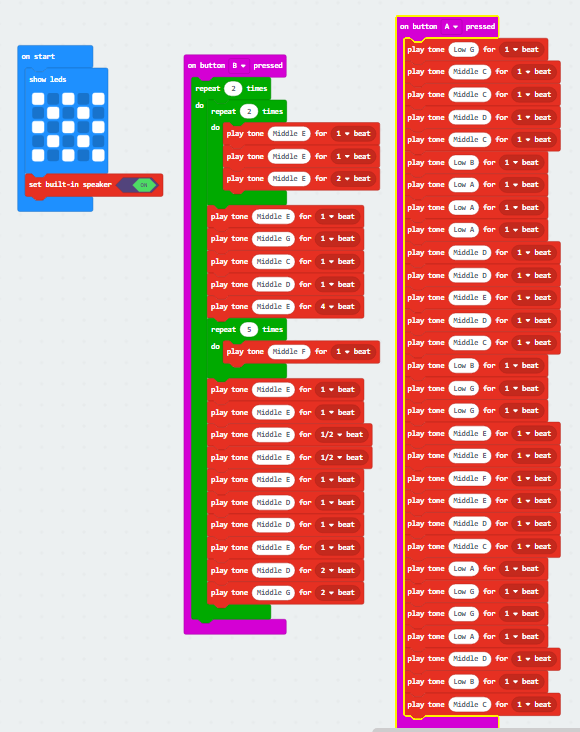 on start
show leds
set built-in speaker ON
on button B pressed
repeat 2 times
do
repeat 2 times
do
play tone Middle E for 1 beat
play tone Middle E for 1 beat
play tone Middle E for 2 beat
play tone Middle E for 1 beat
play tone Middle G for 1 beat
play tone Middle C for 1 beat
play tone Middle D for 1 beat
play tone Middle E for 4 beat
repeat 5 times
do
play tone Middle F for 1 beat
play tone Middle E for 1 beat
play tone Middle E for 1 beat
play tone Middle E for 1/2 beat
play tone Middle E for 1/2 beat
play tone Middle E for 1 beat
play tone Middle D for 1 beat
play tone Middle D for 1 beat
play tone Middle E for 1 beat
play tone Middle D for 2 beat
play tone Middle G for 2 beat
on button A pressed
play tone Low G for 1 beat
play tone Middle C for 1 beat
play tone Middle C for 1 beat
play tone Middle D for 1 beat
play tone Middle C for 1 beat
play tone Low B for 1 beat
play tone Low A for 1 beat
play tone Low A for 1 beat
play tone Low A for 1 beat
play tone Middle D for 1 beat
play tone Middle D for 1 beat
play tone Middle E for 1 beat
play tone Middle D for 1 beat
play tone Middle C for 1 beat
play tone Low B for 1 beat
play tone Low G for 1 beat
play tone Low G for 1 beat
play tone Middle E for 1 beat
play tone Middle E for 1 beat
play tone Middle F for 1 beat
play tone Middle E for 1 beat
play tone Middle D for 1 beat
play tone Middle C for 1 beat
play tone Low A for 1 beat
play tone Low G for 1 beat
play tone Low G for 1 beat
play tone Low A for 1 beat
play tone Middle D for 1 beat
play tone Low B for 1 beat
play tone Middle C for 1 beat